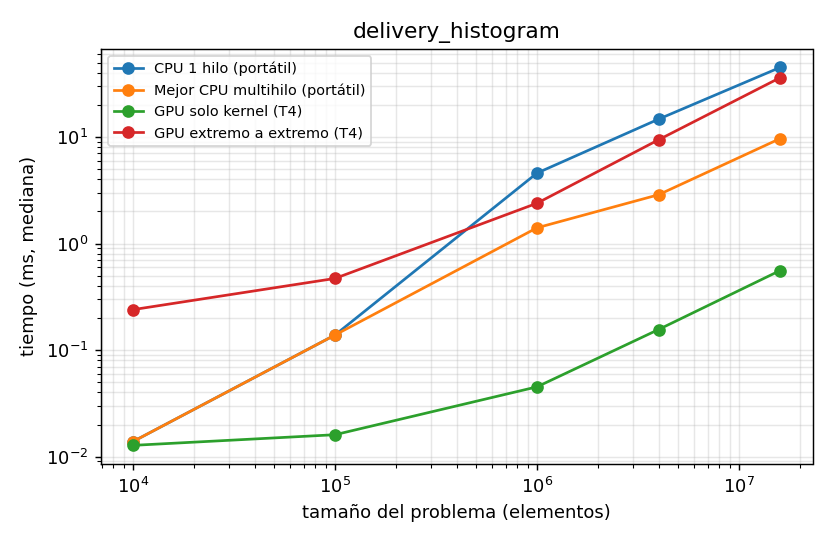 delivery_histogram
CPU 1 hilo (portátil)
Mejor CPU multihilo (portátil)
GPU solo kernel (T4)
GPU extremo a extremo (T4)
tiempo (ms, mediana)
10¹
10⁰
10⁻¹
10⁻²
10⁴ 10⁵ 10⁶ 10⁷
tamaño del problema (elementos)